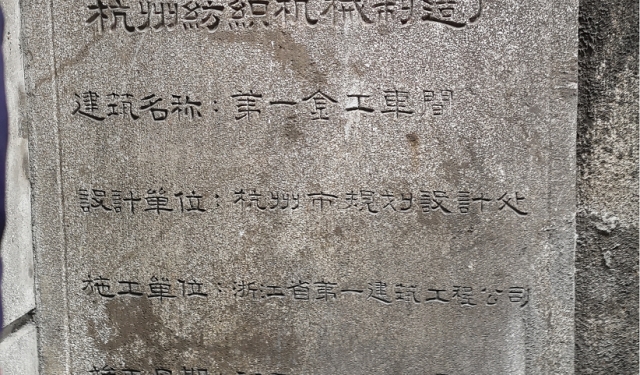 杭州纺織机械制造厂
建筑名称：第一金工車間
設計單位：杭州市規划設計处
施工單位：浙江省第一建筑工程公司